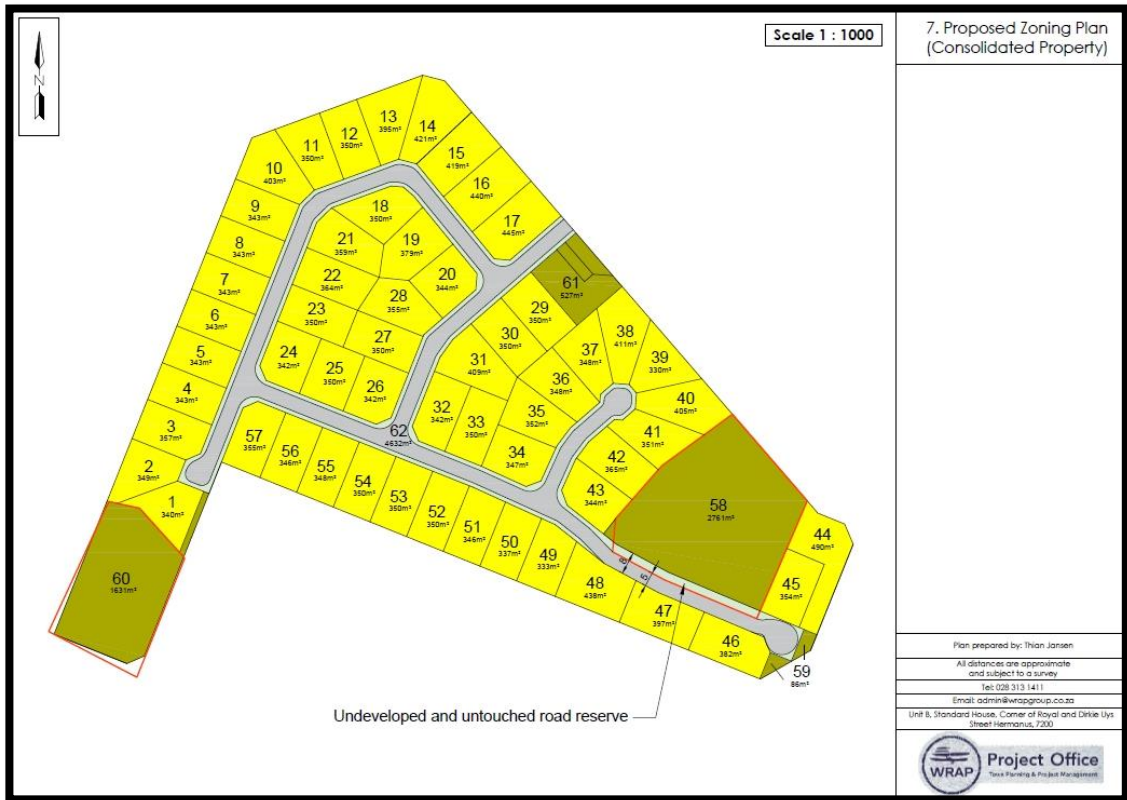 Scale 1 : 1000
7. Proposed Zoning Plan
(Consolidated Property)
N
13
395m²
14
421m²
12
350m²
11
350m²
10
403m²
15
419m²
16
440m²
17
445m²
9
343m²
8
343m²
7
343m²
6
343m²
5
343m²
4
343m²
3
357m²
2
349m²
1
340m²
18
350m²
19
379m²
20
344m²
21
359m²
22
364m²
23
350m²
24
342m²
25
350m²
26
342m²
27
350m²
28
355m²
61
527m²
29
350m²
30
350m²
31
409m²
32
342m²
33
350m²
34
347m²
35
352m²
36
348m²
37
348m²
38
411m²
39
330m²
40
405m²
41
351m²
42
365m²
43
344m²
62
4632m²
57
355m²
56
346m²
55
348m²
54
350m²
53
350m²
52
350m²
51
346m²
50
337m²
49
333m²
48
438m²
47
397m²
46
382m²
58
2761m²
44
490m²
45
354m²
59
86m²
60
1631m²
8
5
Undeveloped and untouched road reserve
Plan prepared by: Thian Jansen
All distances are approximate
and subject to a survey
Tel: 028 313 1411
Email: admin@wrapgroup.co.za
Unit B, Standard House, Corner of Royal and Dirkie Uys
Street Hermanus, 7200
WRAP
Project Office
Town Planning & Project Management